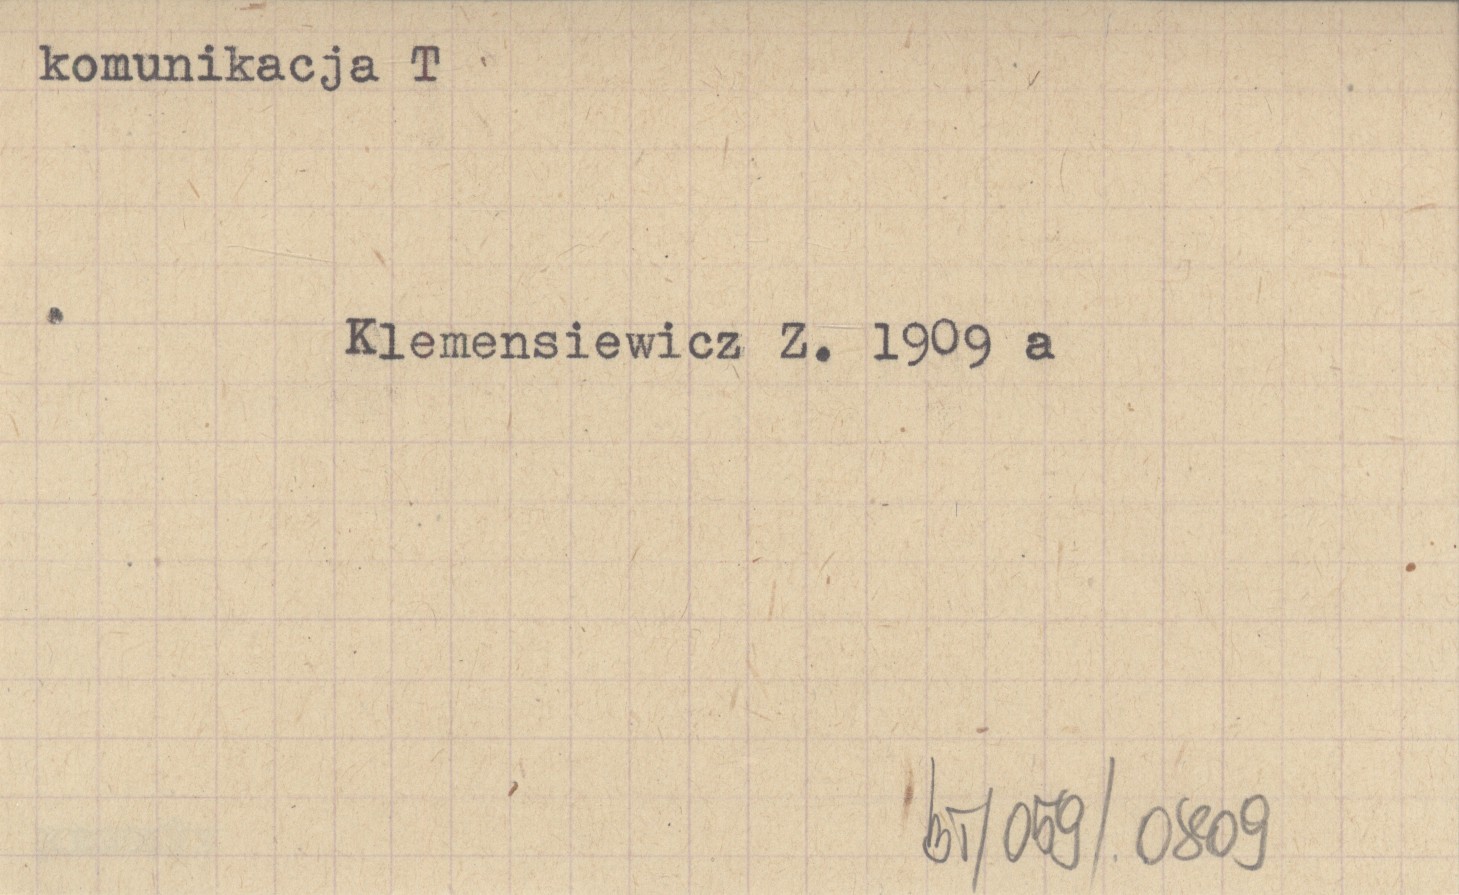 komunikacja T
Klemensiewicz Z. 1909 a
bT/059/.0809